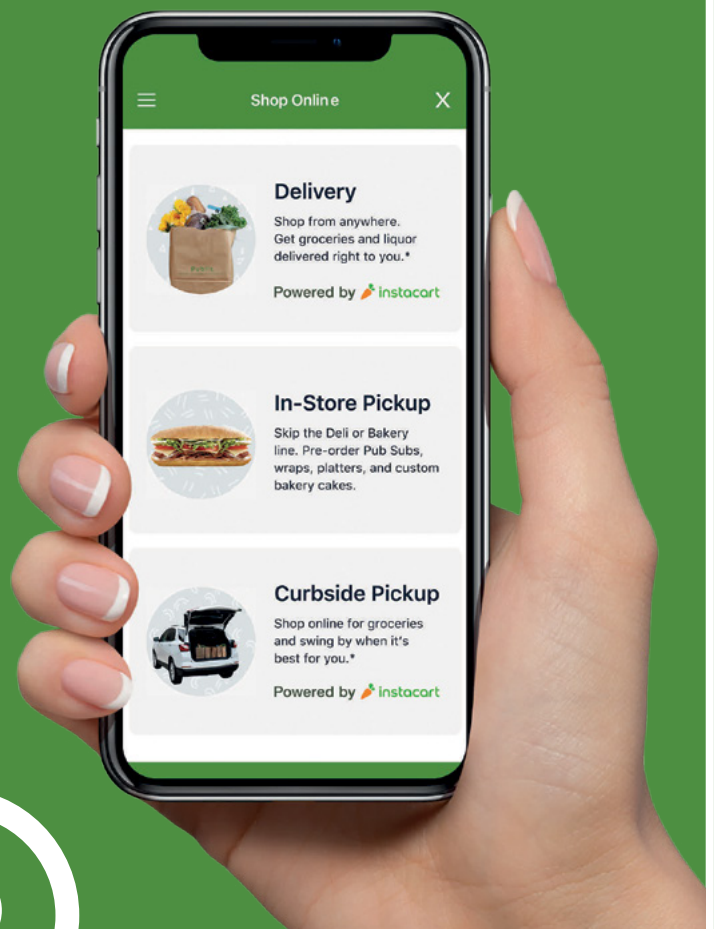 Shop Online
X
Delivery
Shop from anywhere.
Get groceries and liquor
delivered right to you.*
Powered by instacart
Publix
In-Store Pickup
Skip the Deli or Bakery
line. Pre-order Pub Subs,
wraps, platters, and custom
bakery cakes.
Curbside Pickup
Shop online for groceries
and swing by when it's
best for you.*
Powered by instacart